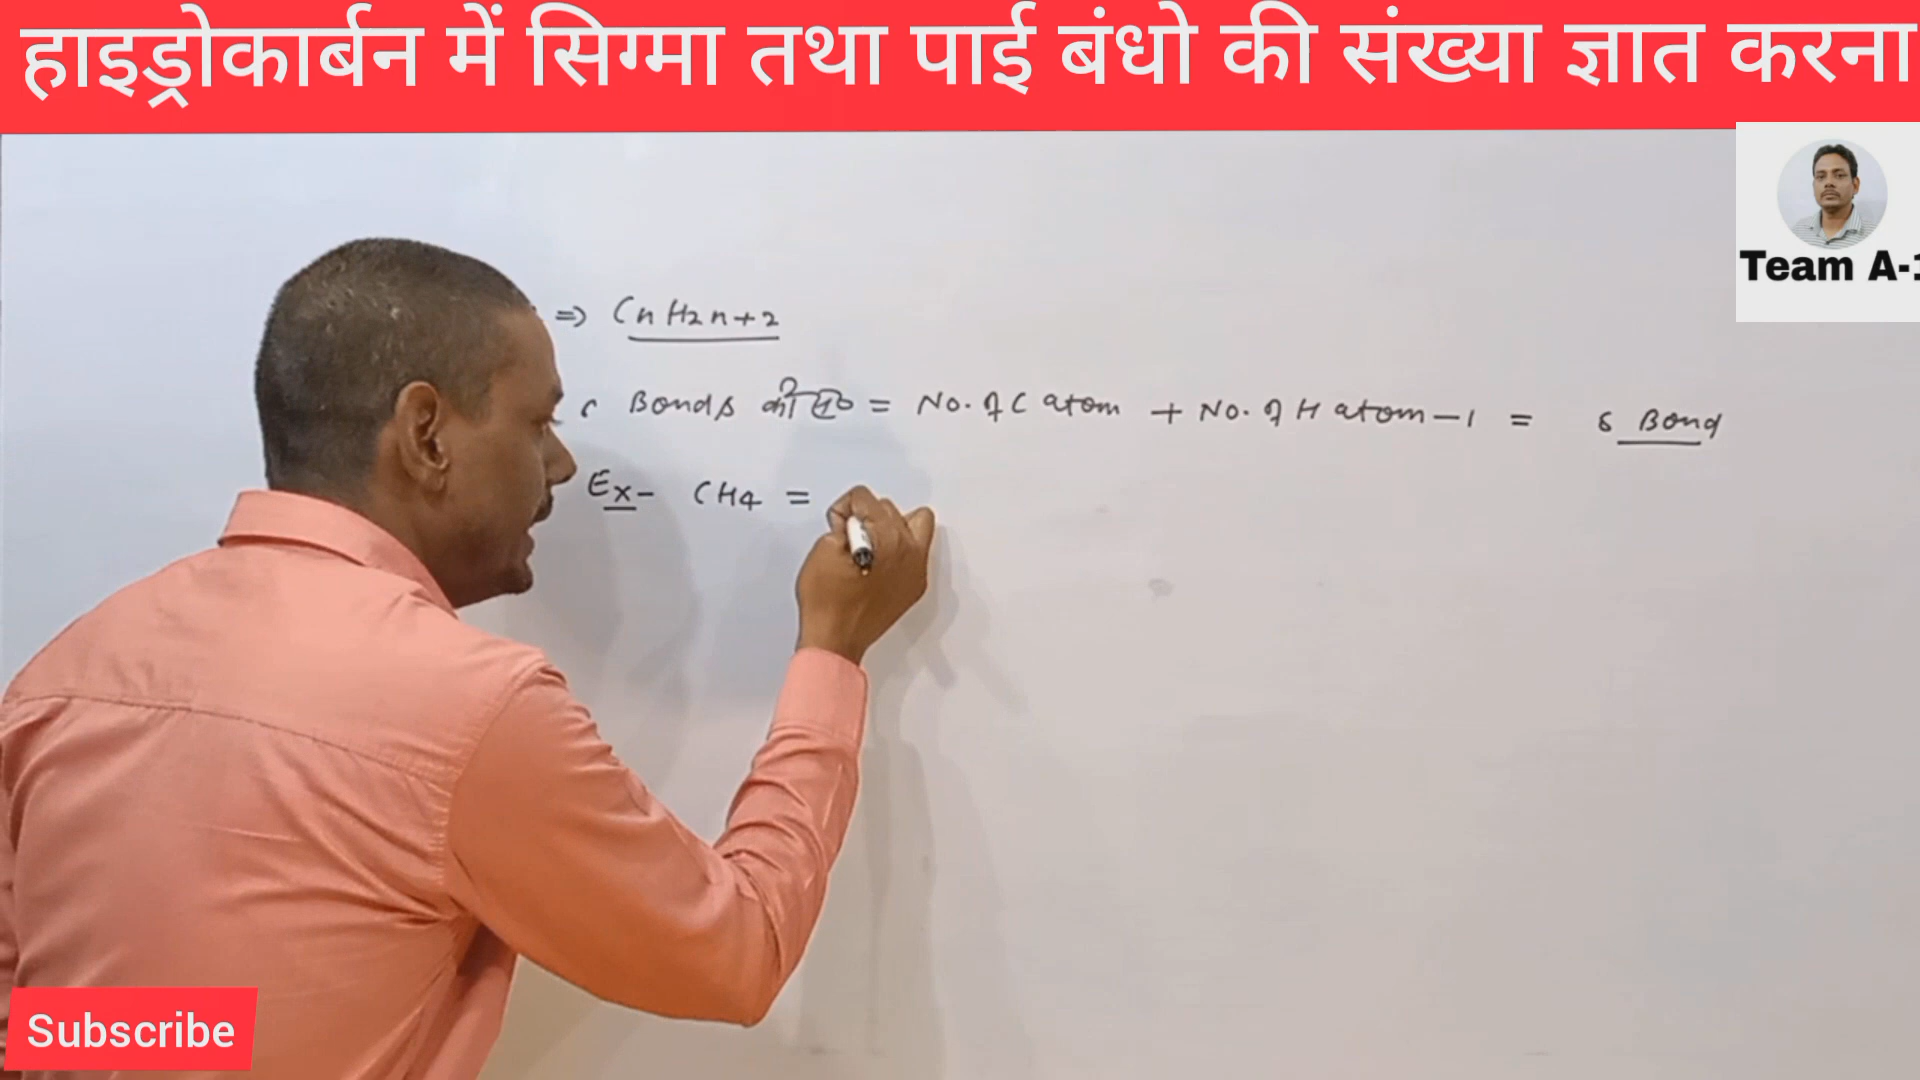 हाइड्रोकार्बन में सिग्मा तथा पाई बंधो की संख्या ज्ञात करना
Team A-1
⇒ CnH2n+2
Bonds की सं० = No. of C atom + No. of H atom - 1 = σ Bond
Ex- CH4 =
Subscribe